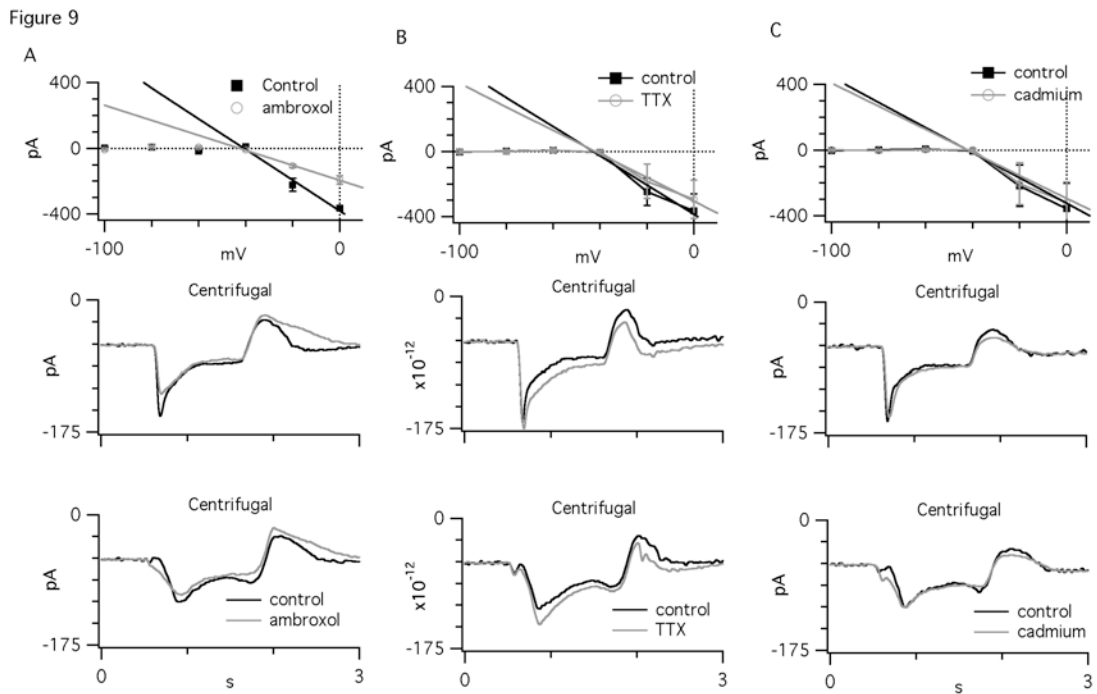 Figure 9
A
400
0
-400
pA
Control
ambroxol
-100
mV
0
Centrifugal
0
pA
-175
Centrifugal
0
pA
-175
control
ambroxol
0
s
3
B
400
0
-400
pA
control
TTX
-100
mV
0
Centrifugal
0
x10-12
-175
Centrifugal
0
x10-12
-175
control
TTX
0
3
C
400
0
-400
pA
control
cadmium
-100
mV
0
Centrifugal
0
pA
-175
Centrifugal
0
pA
-175
control
cadmium
0
s
3